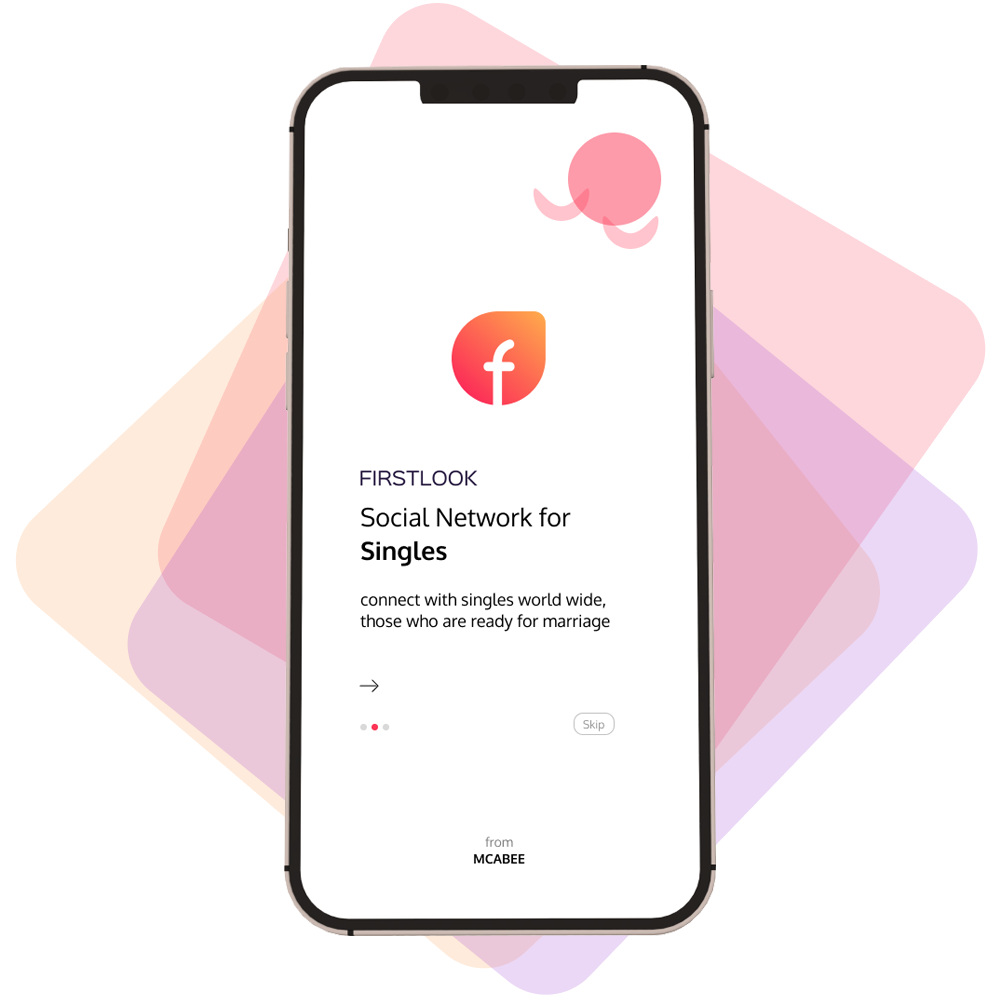 f
FIRSTLOOK
Social Network for
Singles
connect with singles world wide,
those who are ready for marriage
Skip
from
MCABEE